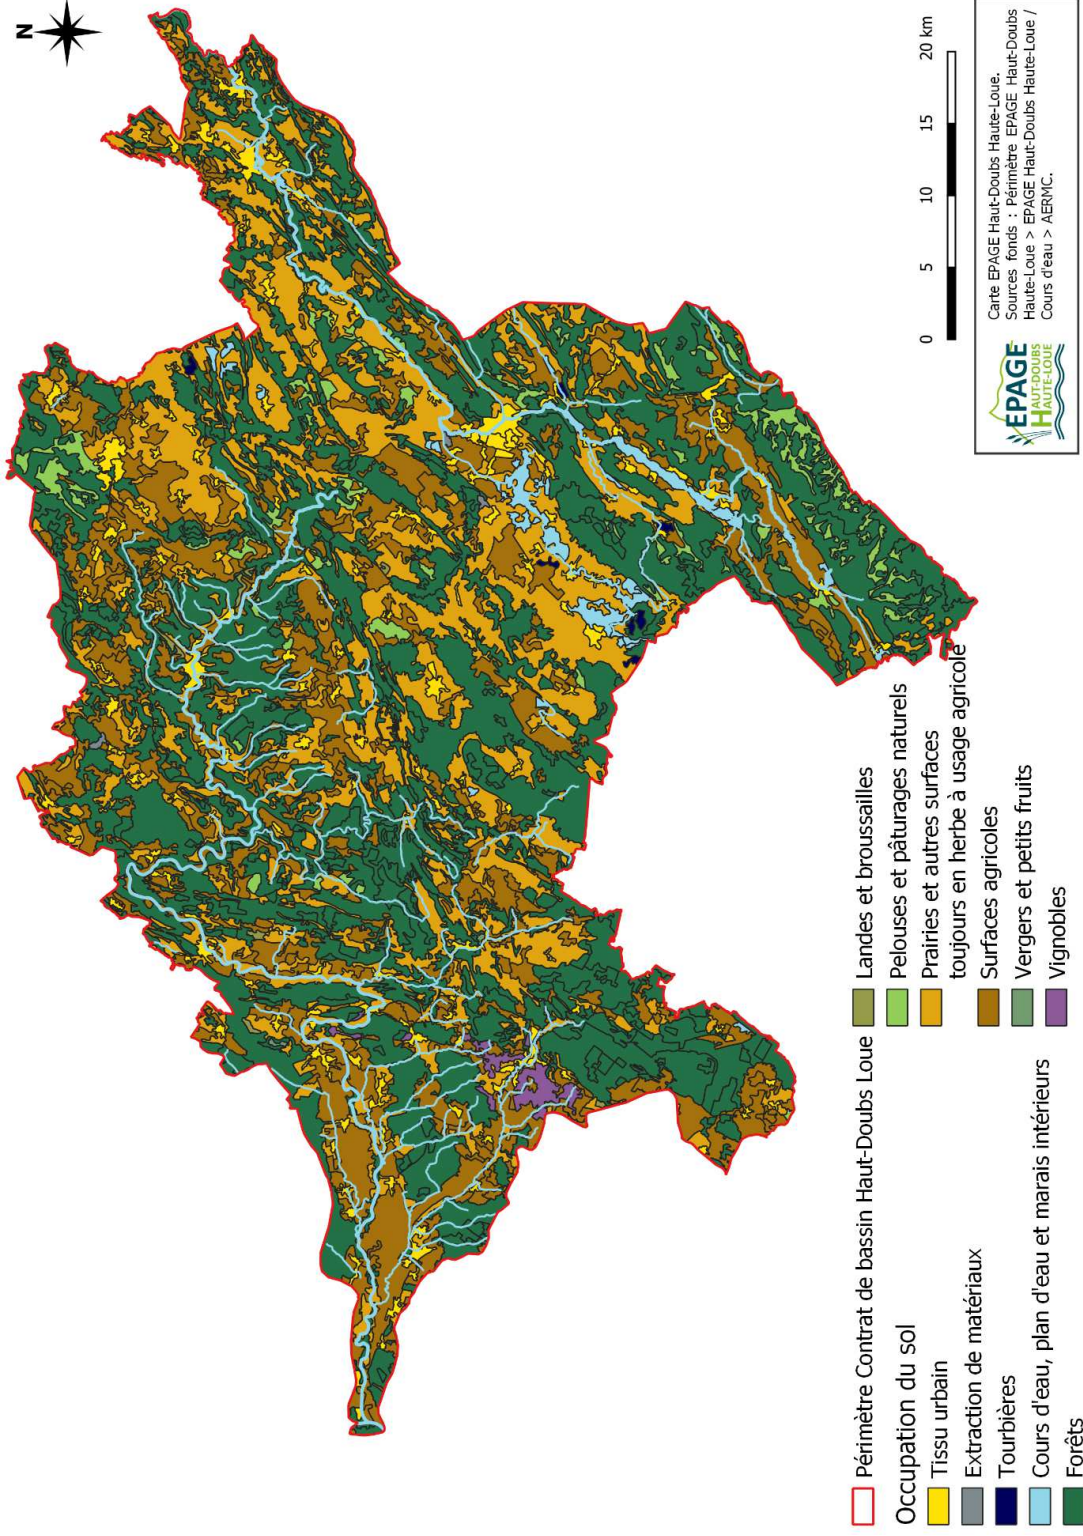 N
0 5 10 15 20 km
Périmètre Contrat de bassin Haut-Doubs Loue
Occupation du sol
Tissu urbain
Extraction de matériaux
Tourbières
Cours d'eau, plan d'eau et marais intérieurs
Forêts
Landes et broussailles
Pelouses et pâturages naturels
Prairies et autres surfaces
toujours en herbe à usage agricole
Surfaces agricoles
Vergers et petits fruits
Vignobles
EPAGE
HAUT-DOUBS
HAUTE-LOUE
Carte EPAGE Haut-Doubs Haute-Loue.
Sources fonds : Périmètre EPAGE Haut-Doubs
Haute-Loue > EPAGE Haut-Doubs Haute-Loue /
Cours d'eau > AERMC.